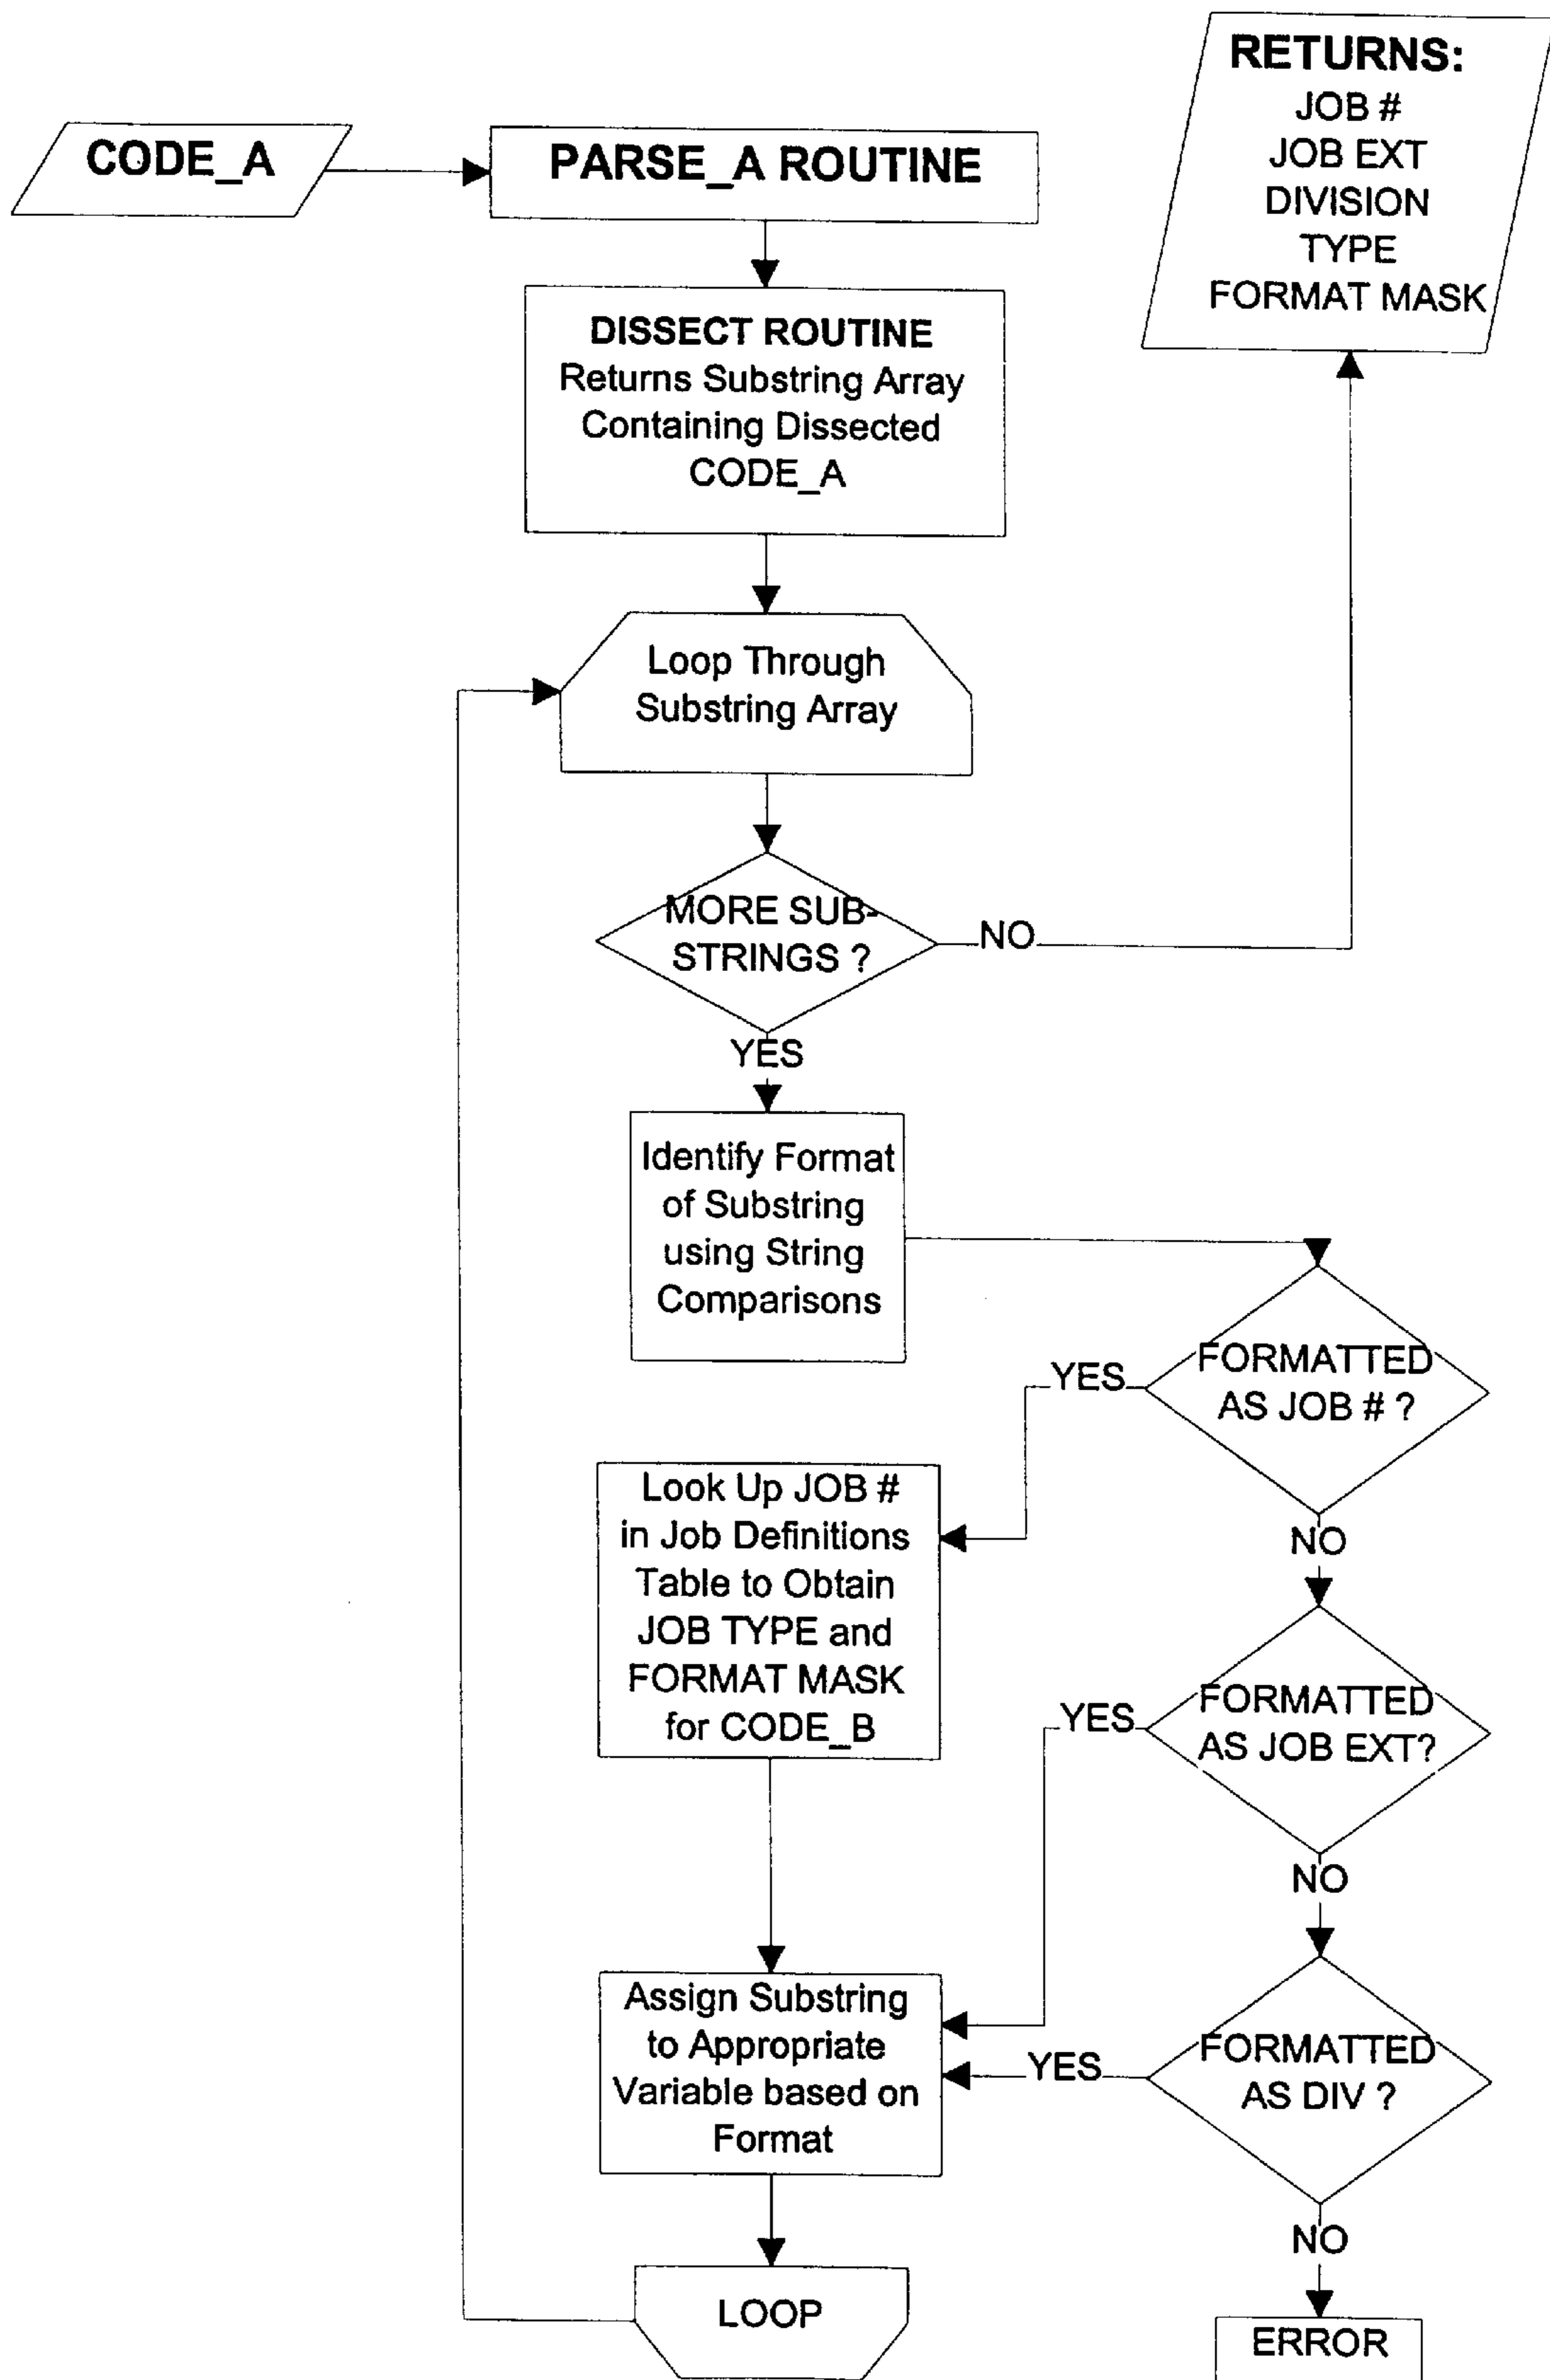 CODE_A
PARSE_A ROUTINE
RETURNS:
JOB #
JOB EXT
DIVISION
TYPE
FORMAT MASK
DISSECT ROUTINE
Returns Substring Array
Containing Dissected
CODE_A
Loop Through
Substring Array
MORE SUB-
STRINGS ?
NO
YES
Identify Format
of Substring
using String
Comparisons
FORMATTED
AS JOB # ?
YES
NO
Look Up JOB #
in Job Definitions
Table to Obtain
JOB TYPE and
FORMAT MASK
for CODE_B
FORMATTED
AS JOB EXT?
YES
NO
Assign Substring
to Appropriate
Variable based on
Format
FORMATTED
AS DIV ?
YES
NO
LOOP
ERROR